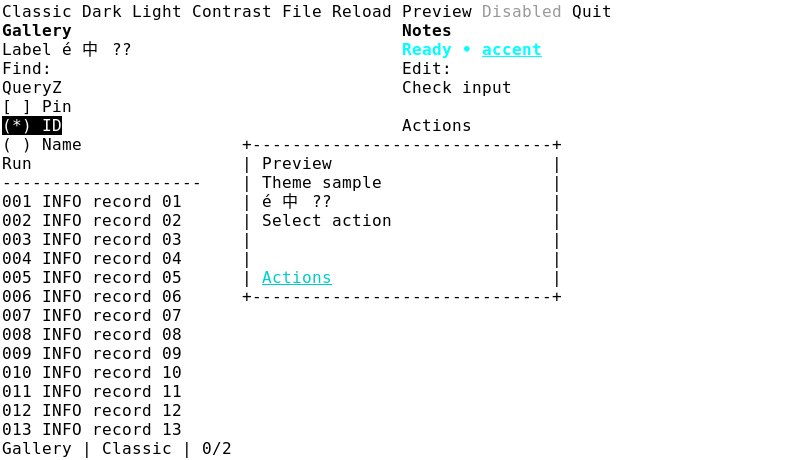 Classic Dark Light Contrast File Reload Preview Disabled Quit
Gallery Notes
Label é 中 ?? Ready • accent
Find: Edit:
QueryZ Check input
[ ] Pin
(*) ID Actions
( ) Name +------------------------------+
Run | Preview |
-------------------- | Theme sample |
001 INFO record 01 | é 中 ?? |
002 INFO record 02 | Select action |
003 INFO record 03 | |
004 INFO record 04 | |
005 INFO record 05 | Actions |
006 INFO record 06 +------------------------------+
007 INFO record 07
008 INFO record 08
009 INFO record 09
010 INFO record 10
011 INFO record 11
012 INFO record 12
013 INFO record 13
Gallery | Classic | 0/2